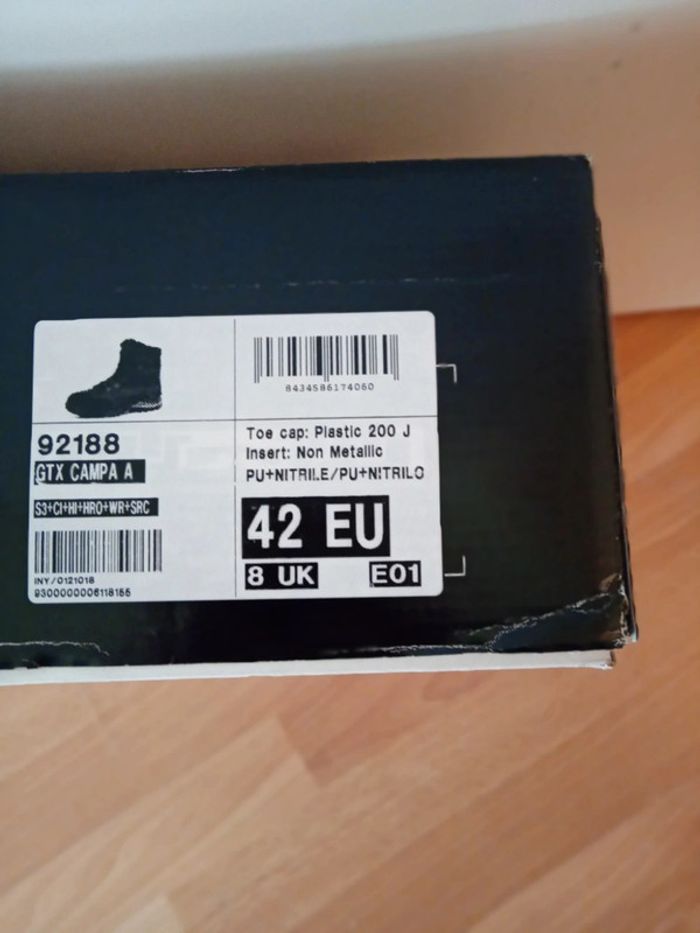 8434586174060
92188
GTX CAMPA A
S3+CI+HI+HRO+WR+SRC
INY/0121018
9300000006118155
Toe cap: Plastic 200 J
Insert: Non Metallic
PU+NITRILE/PU+NITRILO
42 EU
8 UK
E01